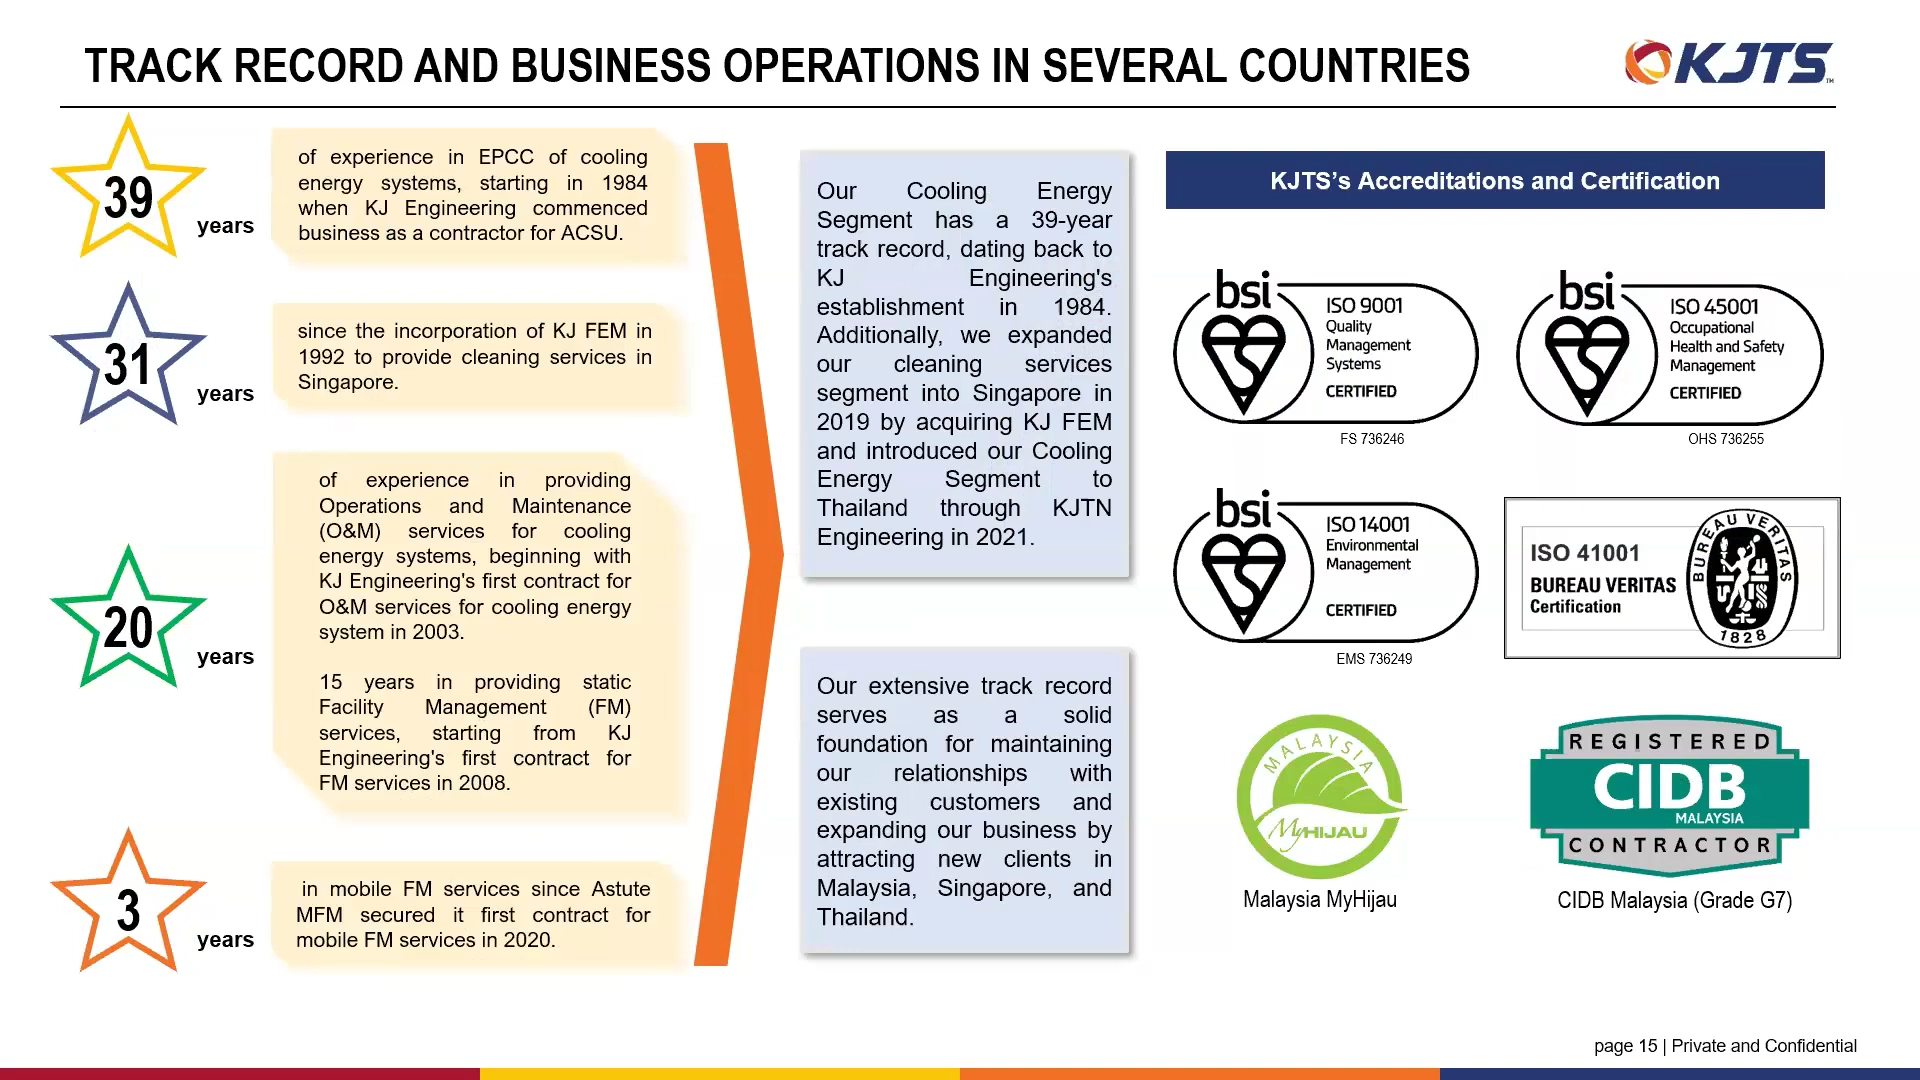 TRACK RECORD AND BUSINESS OPERATIONS IN SEVERAL COUNTRIES
KJTS™
39
years
of experience in EPCC of cooling
energy systems, starting in 1984
when KJ Engineering commenced
business as a contractor for ACSU.
31
years
since the incorporation of KJ FEM in
1992 to provide cleaning services in
Singapore.
20
years
of experience in providing
Operations and Maintenance
(O&M) services for cooling
energy systems, beginning with
KJ Engineering's first contract for
O&M services for cooling energy
system in 2003.
15 years in providing static
Facility Management (FM)
services, starting from KJ
Engineering's first contract for
FM services in 2008.
3
years
in mobile FM services since Astute
MFM secured it first contract for
mobile FM services in 2020.
Our Cooling Energy
Segment has a 39-year
track record, dating back to
KJ Engineering's
establishment in 1984.
Additionally, we expanded
our cleaning services
segment into Singapore in
2019 by acquiring KJ FEM
and introduced our Cooling
Energy Segment to
Thailand through KJTN
Engineering in 2021.
Our extensive track record
serves as a solid
foundation for maintaining
our relationships with
existing customers and
expanding our business by
attracting new clients in
Malaysia, Singapore, and
Thailand.
KJTS’s Accreditations and Certification
bsi.
ISO 9001
Quality
Management
Systems
CERTIFIED
FS 736246
bsi.
ISO 45001
Occupational
Health and Safety
Management
CERTIFIED
OHS 736255
bsi.
ISO 14001
Environmental
Management
CERTIFIED
EMS 736249
ISO 41001
BUREAU VERITAS
Certification
BUREAU VERITAS
1828
MALAYSIA
MyHIJAU
Malaysia MyHijau
REGISTERED
CIDB
MALAYSIA
CONTRACTOR
CIDB Malaysia (Grade G7)
page 15 | Private and Confidential